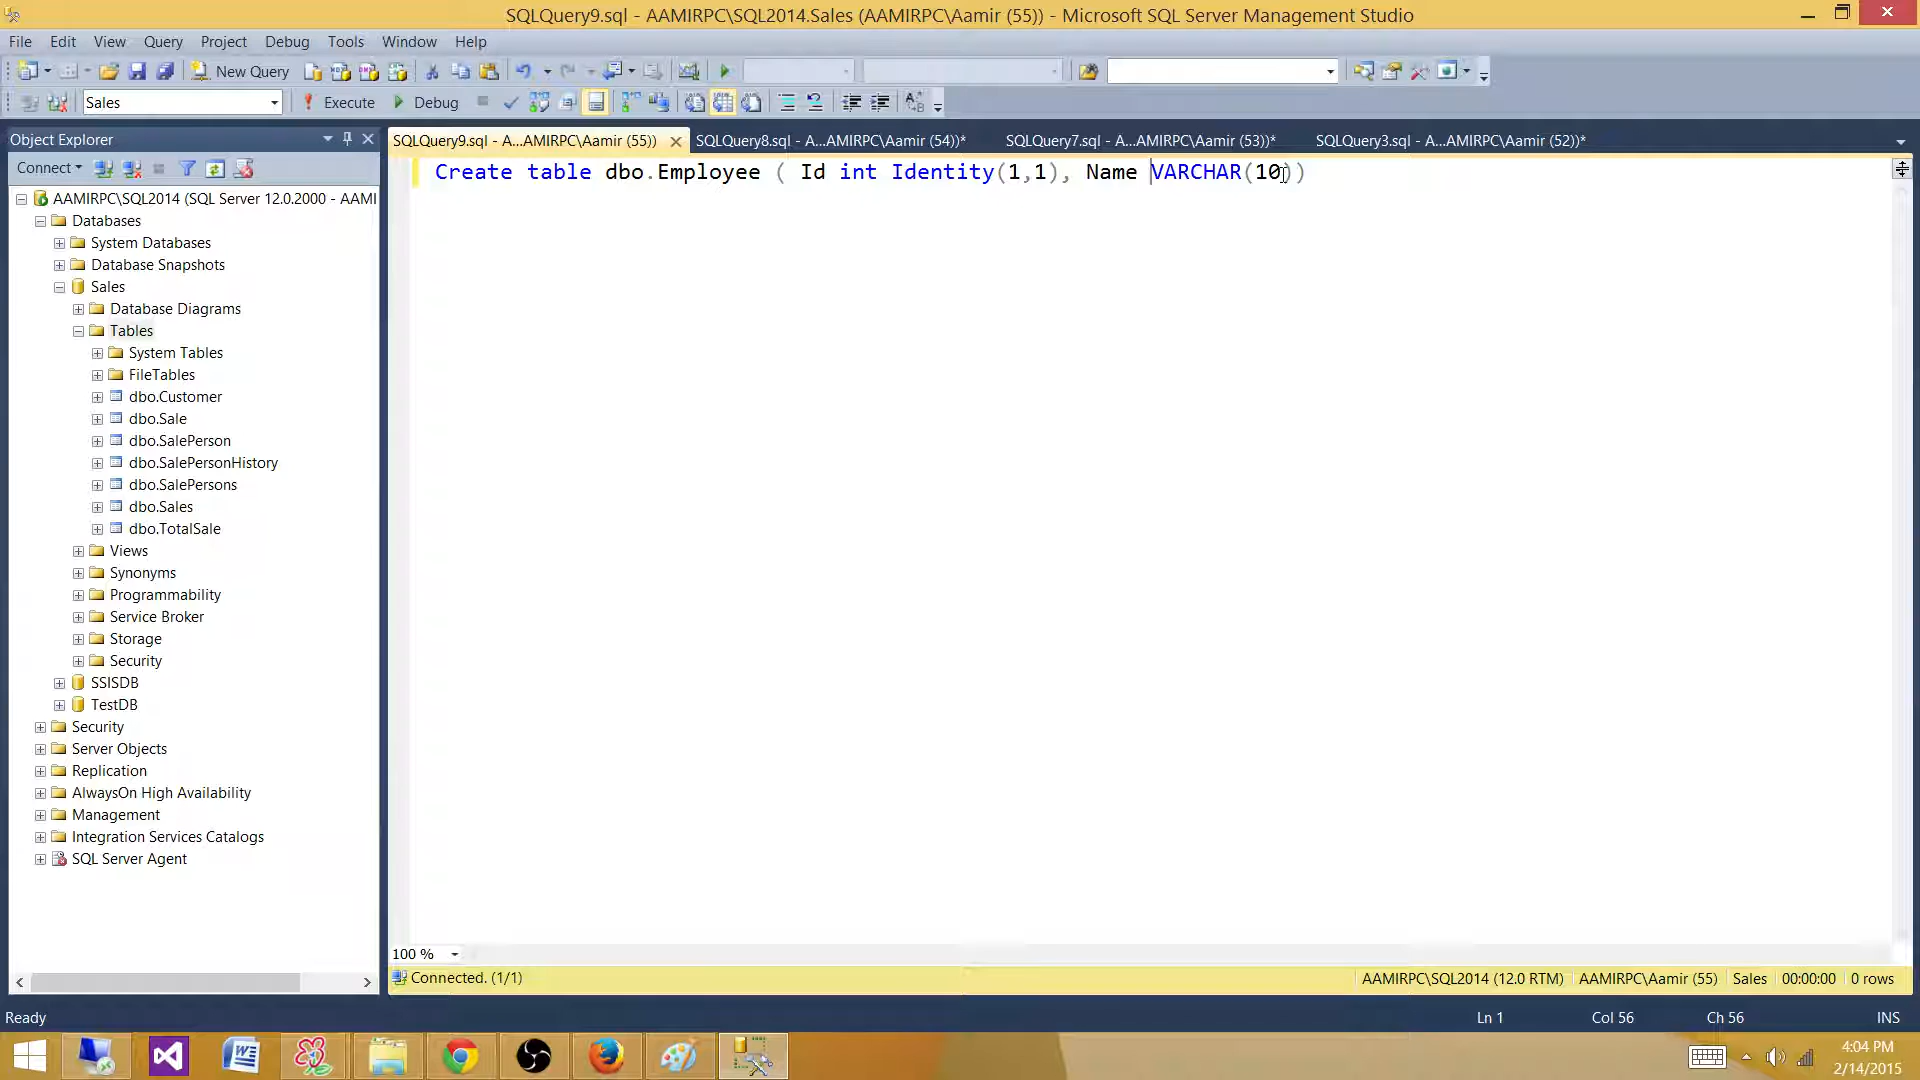 SQLQuery9.sql - AAMIRPC\SQL2014.Sales (AAMIRPC\Aamir (55)) - Microsoft SQL Server Management Studio
File Edit View Query Project Debug Tools Window Help
New Query
Sales Execute Debug
Object Explorer
SQLQuery9.sql - A...AMIRPC\Aamir (55)) SQLQuery8.sql - A...AMIRPC\Aamir (54))* SQLQuery7.sql - A...AMIRPC\Aamir (53))* SQLQuery3.sql - A...AMIRPC\Aamir (52))*
Connect
Create table dbo.Employee ( Id int Identity(1,1), Name VARCHAR(10))
AAMIRPC\SQL2014 (SQL Server 12.0.2000 - AAMI
Databases
System Databases
Database Snapshots
Sales
Database Diagrams
Tables
System Tables
FileTables
dbo.Customer
dbo.Sale
dbo.SalePerson
dbo.SalePersonHistory
dbo.SalePersons
dbo.Sales
dbo.TotalSale
Views
Synonyms
Programmability
Service Broker
Storage
Security
SSISDB
TestDB
Security
Server Objects
Replication
AlwaysOn High Availability
Management
Integration Services Catalogs
SQL Server Agent
100 %
Connected. (1/1) AAMIRPC\SQL2014 (12.0 RTM) AAMIRPC\Aamir (55) Sales 00:00:00 0 rows
Ready Ln 1 Col 56 Ch 56 INS
4:04 PM
2/14/2015